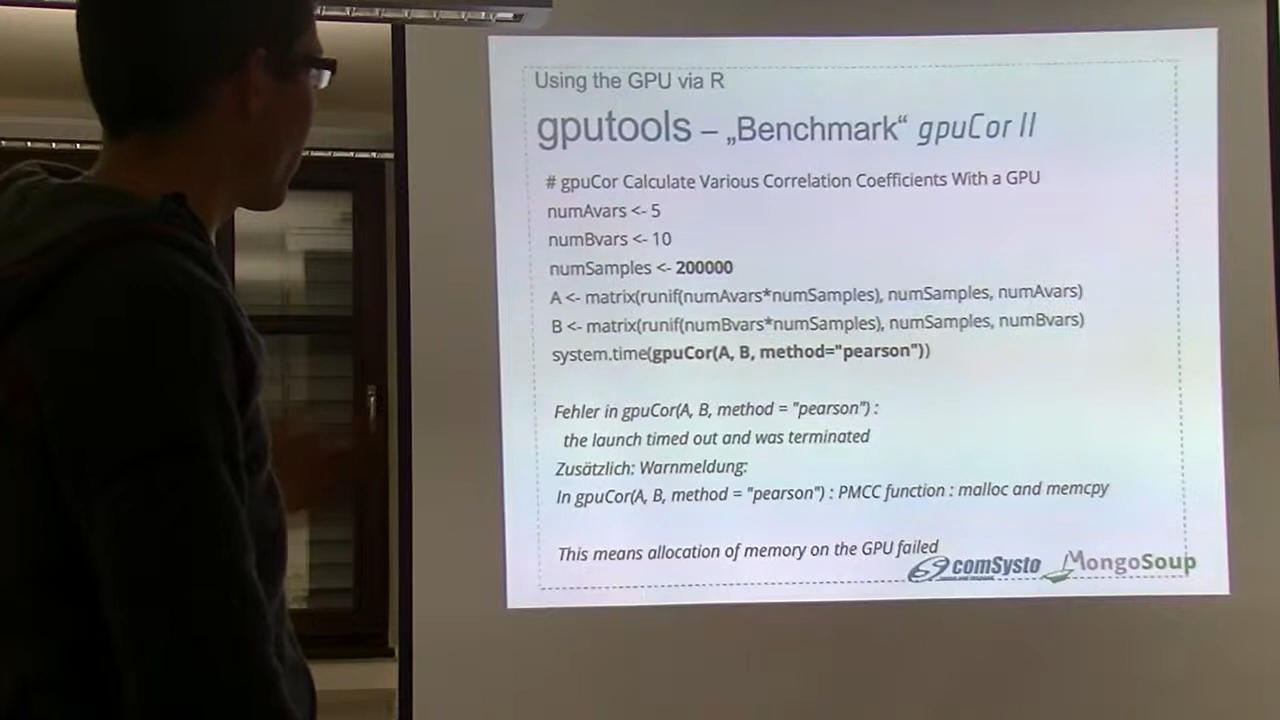 Using the GPU via R
gputools – „Benchmark“ gpuCor II
# gpuCor Calculate Various Correlation Coefficients With a GPU
numAvars <- 5
numBvars <- 10
numSamples <- 200000
A <- matrix(runif(numAvars*numSamples), numSamples, numAvars)
B <- matrix(runif(numBvars*numSamples), numSamples, numBvars)
system.time(gpuCor(A, B, method="pearson"))
Fehler in gpuCor(A, B, method = "pearson") :
the launch timed out and was terminated
Zusätzlich: Warnmeldung:
In gpuCor(A, B, method = "pearson") : PMCC function : malloc and memcpy
This means allocation of memory on the GPU failed
comSysto MongoSoup